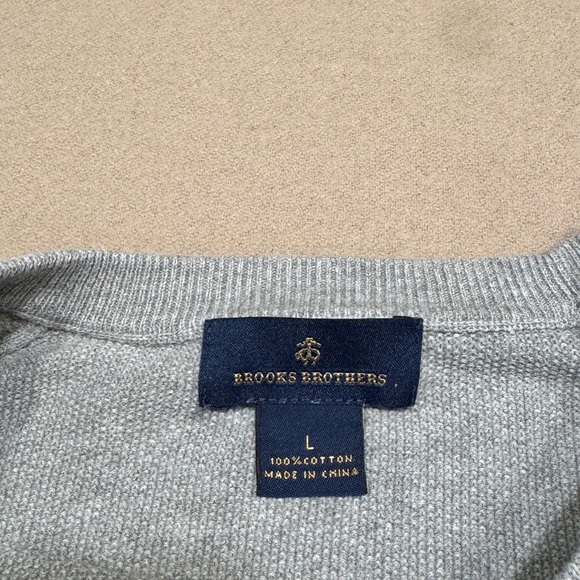 BROOKS BROTHERS
L
100% COTTON
MADE IN CHINA